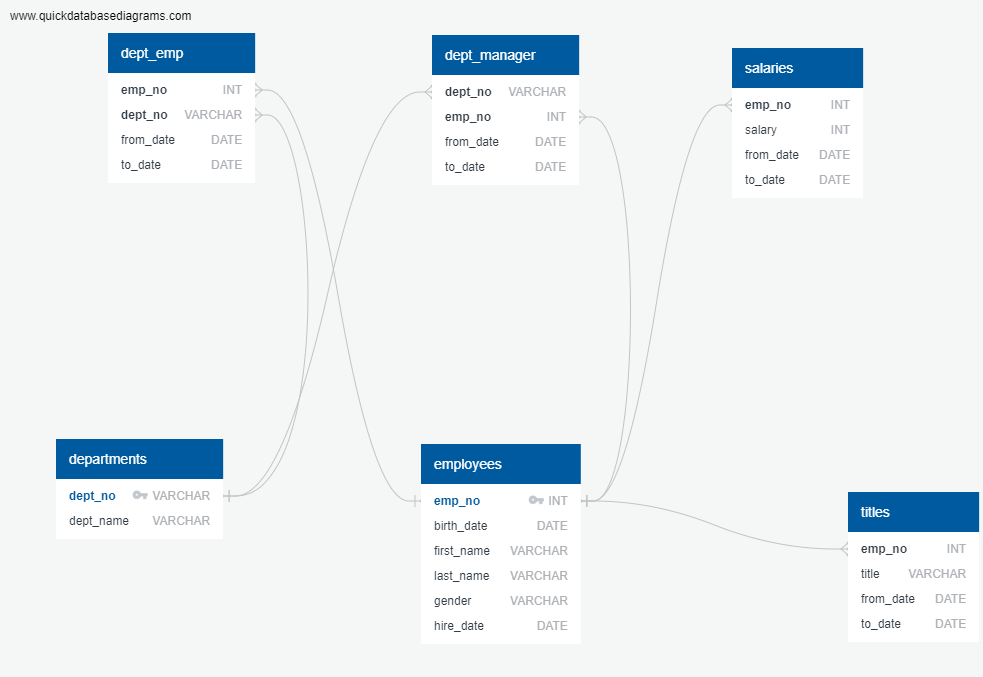 www.quickdatabasediagrams.com
dept_emp
emp_no INT
dept_no VARCHAR
from_date DATE
to_date DATE
dept_manager
dept_no VARCHAR
emp_no INT
from_date DATE
to_date DATE
salaries
emp_no INT
salary INT
from_date DATE
to_date DATE
departments
dept_no VARCHAR
dept_name VARCHAR
employees
emp_no INT
birth_date DATE
first_name VARCHAR
last_name VARCHAR
gender VARCHAR
hire_date DATE
titles
emp_no INT
title VARCHAR
from_date DATE
to_date DATE